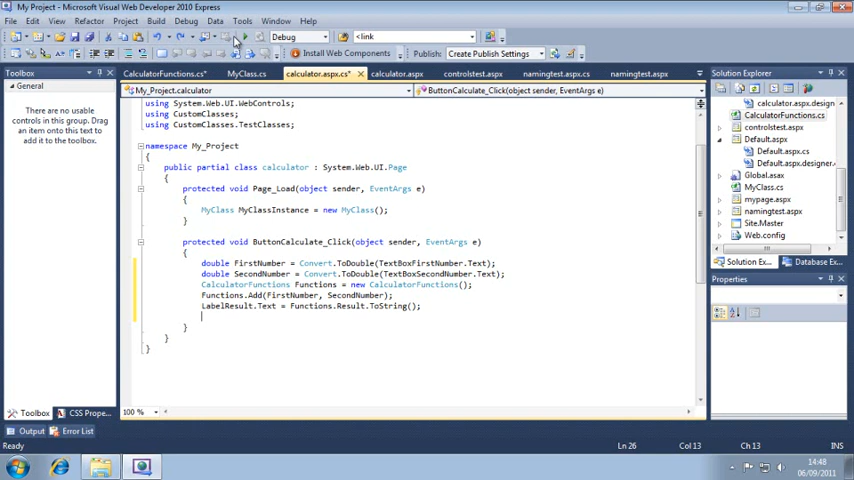 My Project - Microsoft Visual Web Developer 2010 Express
File Edit View Refactor Project Build Debug Data Tools Window Help
Debug <link
Install Web Components Publish: Create Publish Settings
Toolbox
General
There are no usable
controls in this group. Drag
an item onto this text to
add it to the toolbox.
Toolbox CSS Prope...
CalculatorFunctions.cs* MyClass.cs calculator.aspx.cs* calculator.aspx controlstest.aspx namingtest.aspx.cs namingtest.aspx
My_Project.calculator ButtonCalculate_Click(object sender, EventArgs e)
using System.Web.UI.WebControls;
using CustomClasses;
using CustomClasses.TestClasses;
namespace My_Project
{
public partial class calculator : System.Web.UI.Page
{
protected void Page_Load(object sender, EventArgs e)
{
MyClass MyClassInstance = new MyClass();
}
protected void ButtonCalculate_Click(object sender, EventArgs e)
{
double FirstNumber = Convert.ToDouble(TextBoxFirstNumber.Text);
double SecondNumber = Convert.ToDouble(TextBoxSecondNumber.Text);
CalculatorFunctions Functions = new CalculatorFunctions();
Functions.Add(FirstNumber, SecondNumber);
LabelResult.Text = Functions.Result.ToString();
}
}
}
100 %
Solution Explorer
calculator.aspx.design
CalculatorFunctions.cs
controlstest.aspx
Default.aspx
Default.aspx.cs
Default.aspx.designer.
Global.asax
MyClass.cs
mypage.aspx
namingtest.aspx
Site.Master
Web.config
Solution Ex... Database Ex...
Properties
Output Error List
Ready Ln 26 Col 13 Ch 13 INS
14:48
06/09/2011